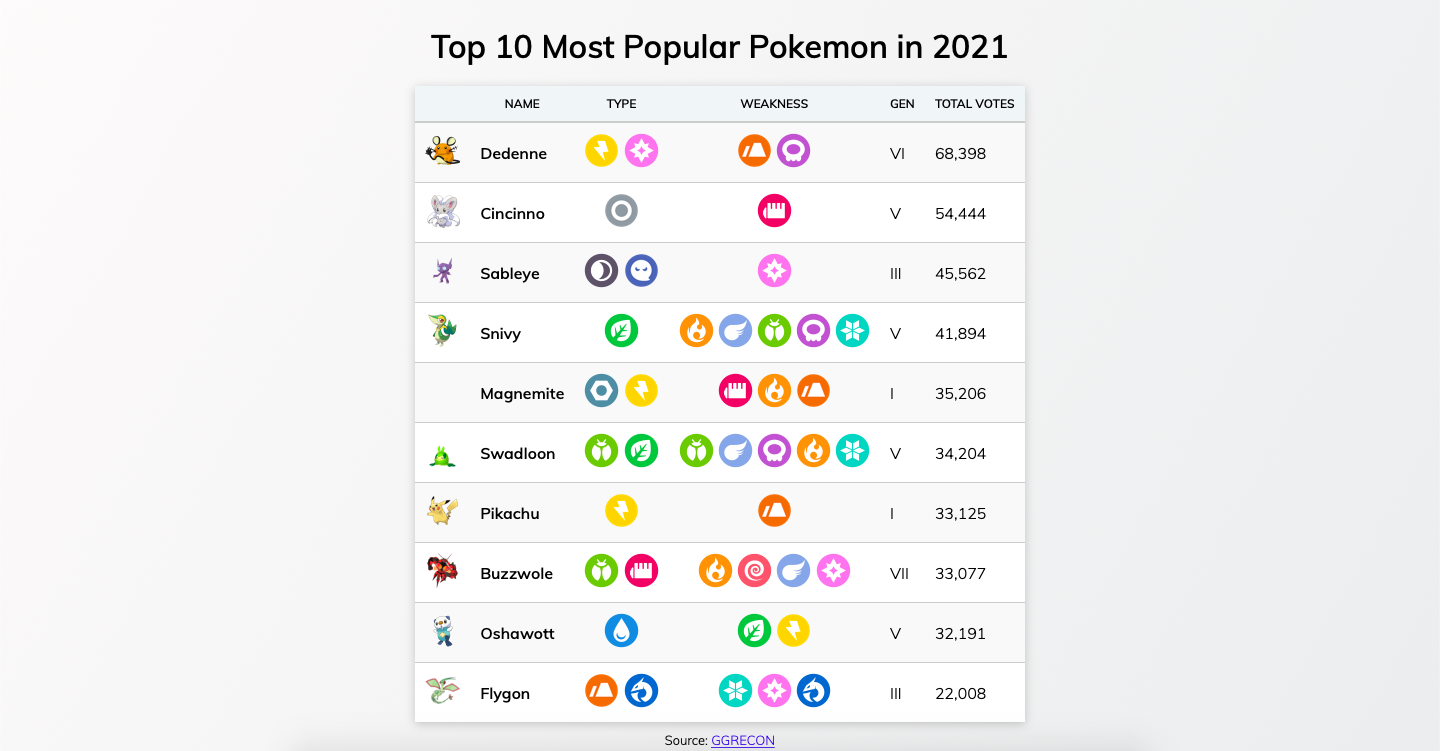 Top 10 Most Popular Pokemon in 2021
NAME TYPE WEAKNESS GEN TOTAL VOTES
Dedenne VI 68,398
Cincinno V 54,444
Sableye III 45,562
Snivy V 41,894
Magnemite I 35,206
Swadloon V 34,204
Pikachu I 33,125
Buzzwole VII 33,077
Oshawott V 32,191
Flygon III 22,008
Source: GGRECON